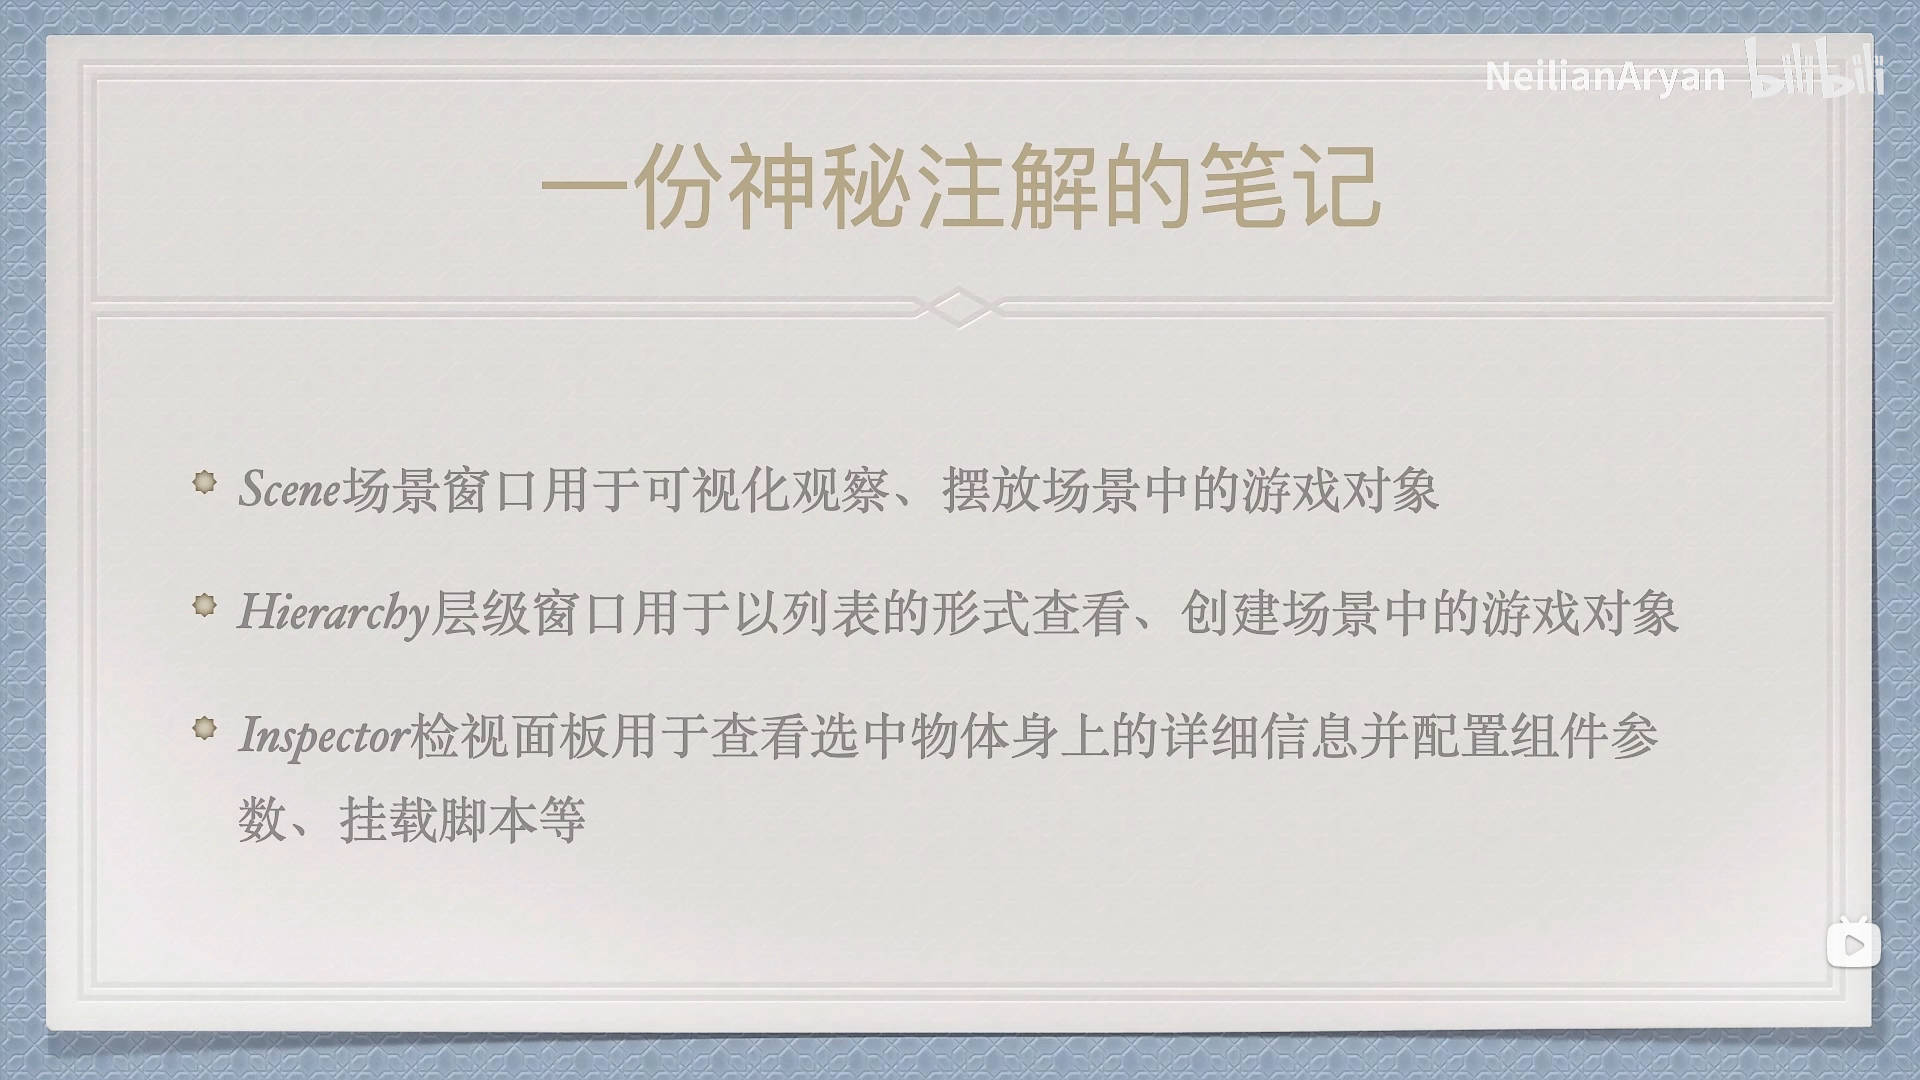 NeilianAryan bilibili
一份神秘注解的笔记
Scene场景窗口用于可视化观察、摆放场景中的游戏对象
Hierarchy层级窗口用于以列表的形式查看、创建场景中的游戏对象
Inspector检视面板用于查看选中物体身上的详细信息并配置组件参
数、挂载脚本等